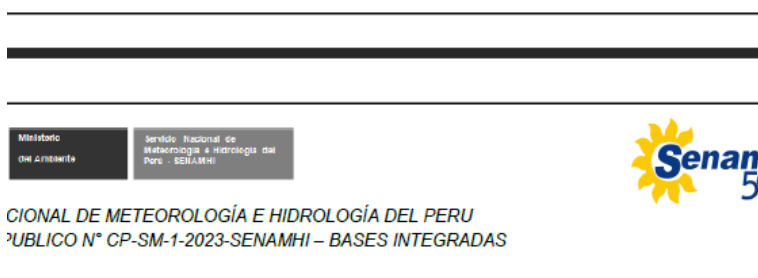 Ministerio
del Ambiente
Servicio Nacional de
Meteorología e Hidrología del
Perú - SENAMHI
Senam
5
CIONAL DE METEOROLOGÍA E HIDROLOGÍA DEL PERU
PUBLICO N° CP-SM-1-2023-SENAMHI – BASES INTEGRADAS